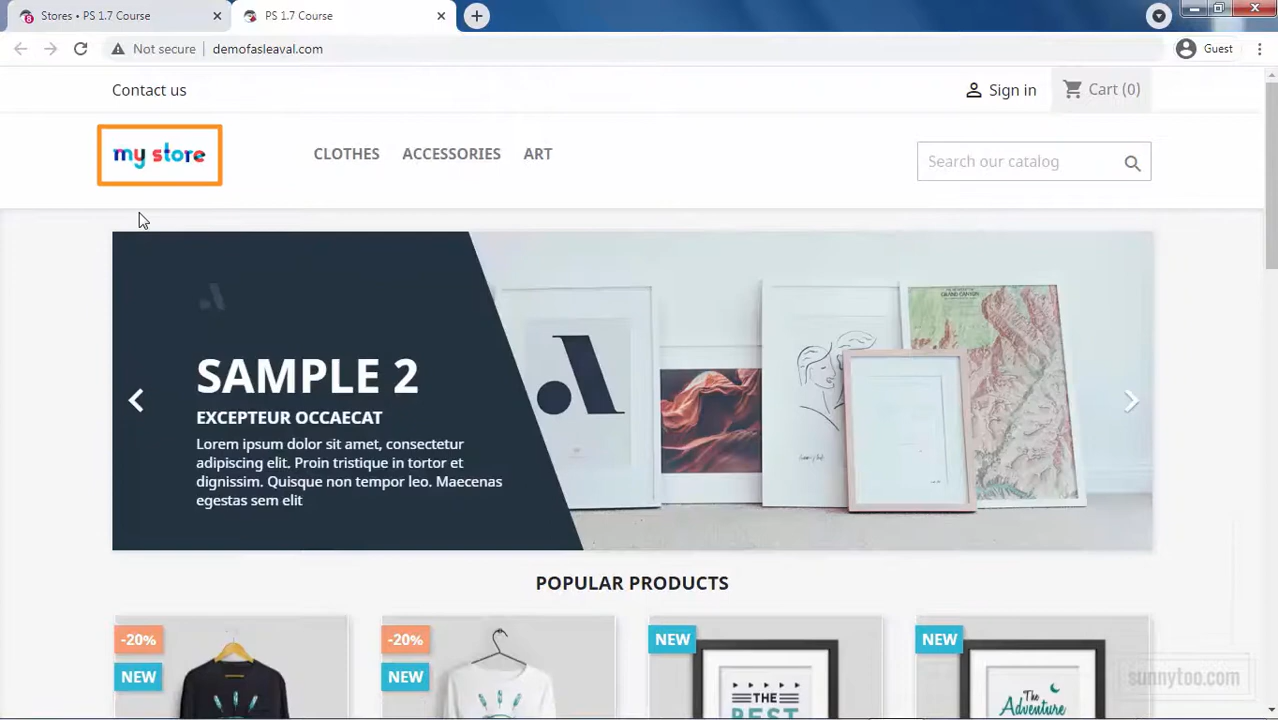 Stores • PS 1.7 Course
PS 1.7 Course
Not secure
demofasleaval.com
Guest
Contact us
Sign in
Cart (0)
my store
CLOTHES
ACCESSORIES
ART
Search our catalog
GRAND CANYON
SAMPLE 2
EXCEPTEUR OCCAECAT
Lorem ipsum dolor sit amet, consectetur
adipiscing elit. Proin tristique in tortor et
dignissim. Quisque non tempor leo. Maecenas
egestas sem elit
POPULAR PRODUCTS
-20%
NEW
-20%
NEW
NEW
THE
BEST
NEW
The
Adventure
sunnytoo.com